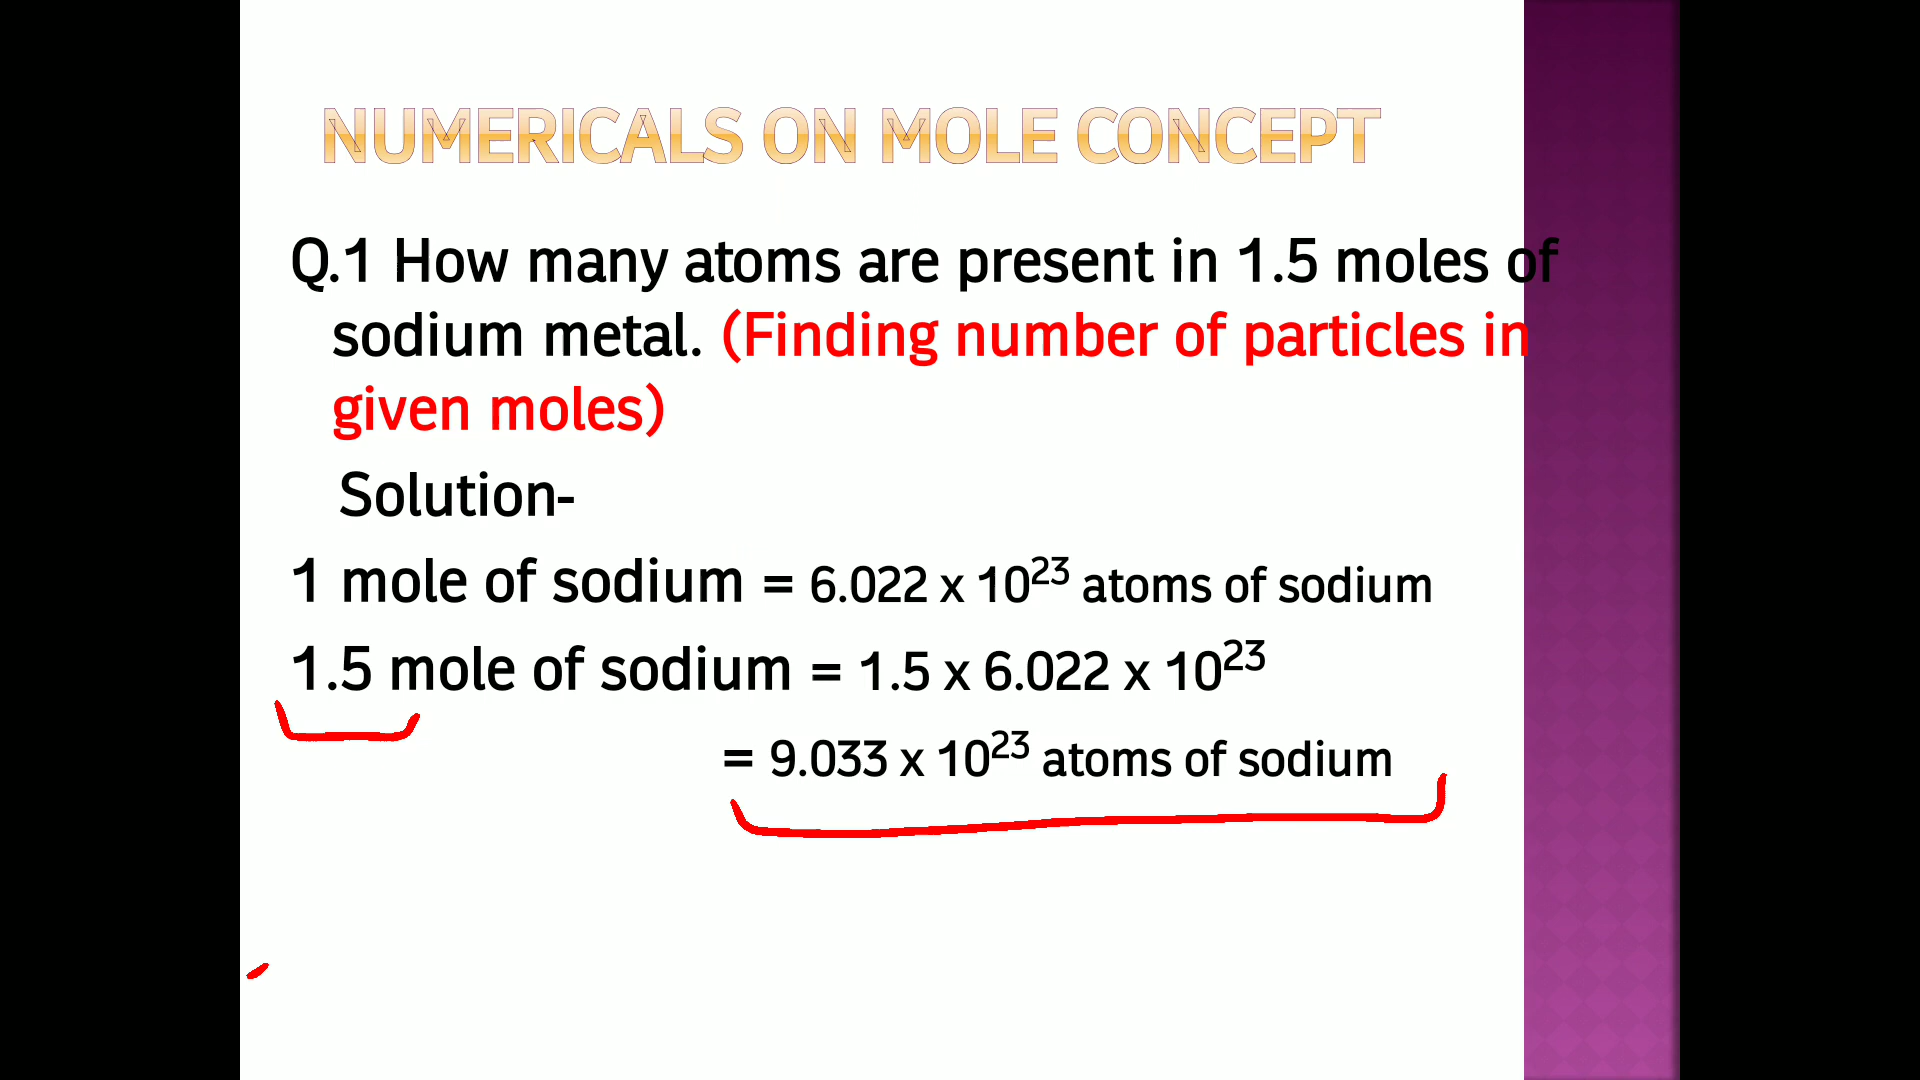 NUMERICALS ON MOLE CONCEPT
Q.1 How many atoms are present in 1.5 moles of
sodium metal. (Finding number of particles in
given moles)
Solution-
1 mole of sodium = 6.022 x 10²³ atoms of sodium
1.5 mole of sodium = 1.5 x 6.022 x 10²³
= 9.033 x 10²³ atoms of sodium